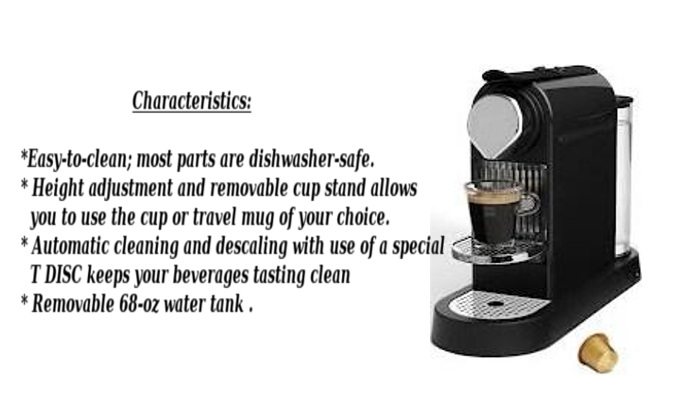 Characteristics:
*Easy-to-clean; most parts are dishwasher-safe.
* Height adjustment and removable cup stand allows
you to use the cup or travel mug of your choice.
* Automatic cleaning and descaling with use of a special
T DISC keeps your beverages tasting clean
* Removable 68-oz water tank .